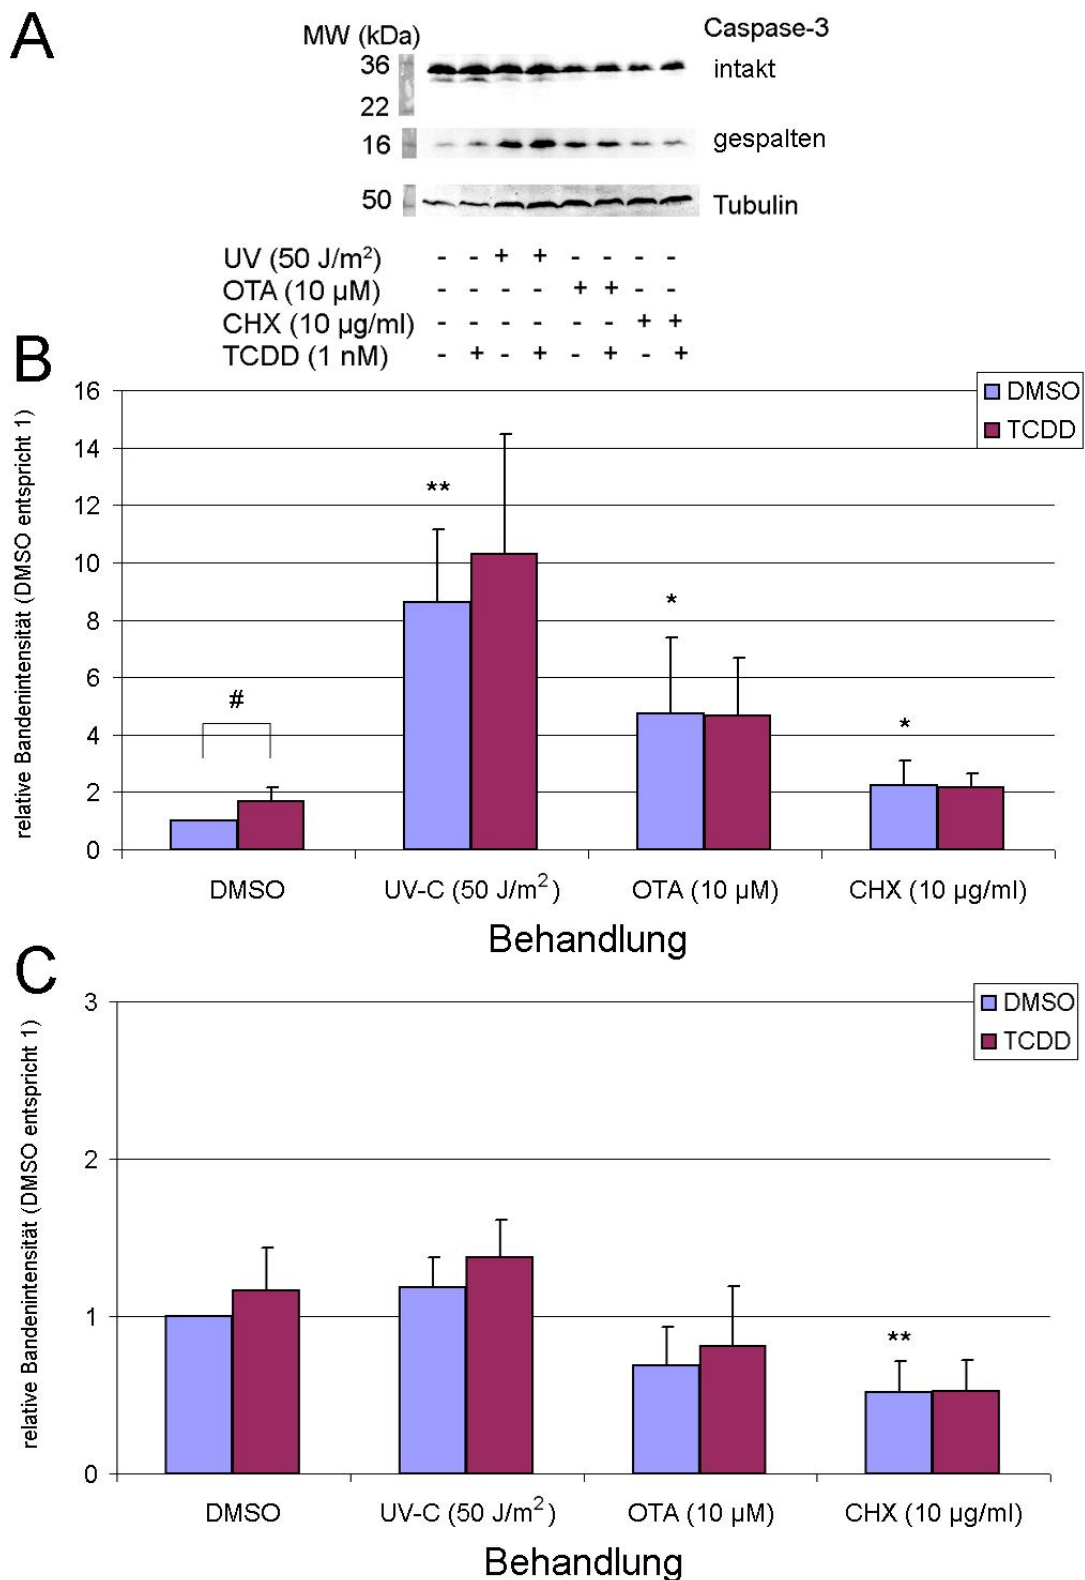 A
MW (kDa)
Caspase-3
36
intakt
22
16
gespalten
50
Tubulin
UV (50 J/m²) - - + + - - - -
OTA (10 µM) - - - - + + - -
CHX (10 µg/ml) - - - - - - + +
TCDD (1 nM) - + - + - + - +
B
relative Bandenintensität (DMSO entspricht 1)
16
14
12
10
8
6
4
2
0
DMSO
TCDD
#
**
*
*
DMSO UV-C (50 J/m²) OTA (10 µM) CHX (10 µg/ml)
Behandlung
C
relative Bandenintensität (DMSO entspricht 1)
3
2
1
0
DMSO
TCDD
**
DMSO UV-C (50 J/m²) OTA (10 µM) CHX (10 µg/ml)
Behandlung